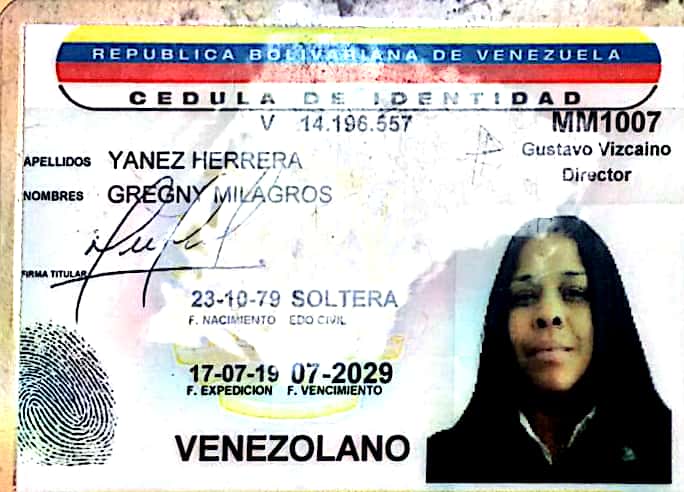 REPUBLICA BOLIVARIANA DE VENEZUELA
CEDULA DE IDENTIDAD
V 14.196.557
MM1007
Gustavo Vizcaino
Director
APELLIDOS YANEZ HERRERA
NOMBRES GREGNY MILAGROS
FIRMA TITULAR
23-10-79 SOLTERA
F. NACIMIENTO EDO CIVIL
17-07-19 07-2029
F. EXPEDICION F. VENCIMIENTO
VENEZOLANO